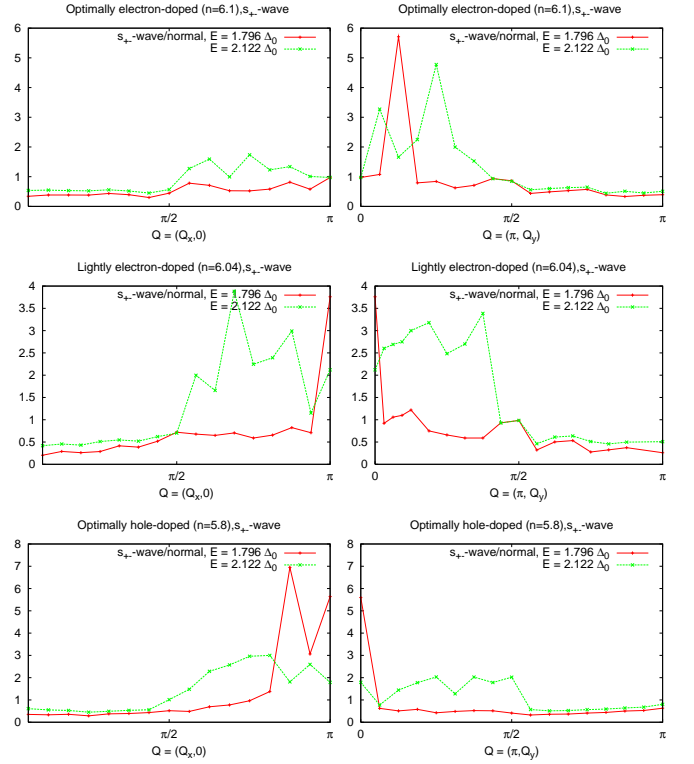 Optimally electron-doped (n=6.1),s+--wave
s+--wave/normal, E = 1.796 Δ0
E = 2.122 Δ0
6
5
4
3
2
1
0
π/2
π
Q = (Qx,0)
Optimally electron-doped (n=6.1),s+--wave
s+--wave/normal, E = 1.796 Δ0
E = 2.122 Δ0
6
5
4
3
2
1
0
0
π/2
π
Q = (π, Qy)
Lightly electron-doped (n=6.04),s+--wave
s+--wave/normal, E = 1.796 Δ0
E = 2.122 Δ0
4
3.5
3
2.5
2
1.5
1
0.5
0
π/2
π
Q = (Qx,0)
Lightly electron-doped (n=6.04),s+--wave
s+--wave/normal, E = 1.796 Δ0
E = 2.122 Δ0
4
3.5
3
2.5
2
1.5
1
0.5
0
0
π/2
π
Q = (π, Qy)
Optimally hole-doped (n=5.8),s+--wave
s+--wave/normal, E = 1.796 Δ0
E = 2.122 Δ0
8
7
6
5
4
3
2
1
0
π/2
π
Q = (Qx,0)
Optimally hole-doped (n=5.8),s+--wave
s+--wave/normal, E = 1.796 Δ0
E = 2.122 Δ0
8
7
6
5
4
3
2
1
0
0
π/2
π
Q = (π,Qy)